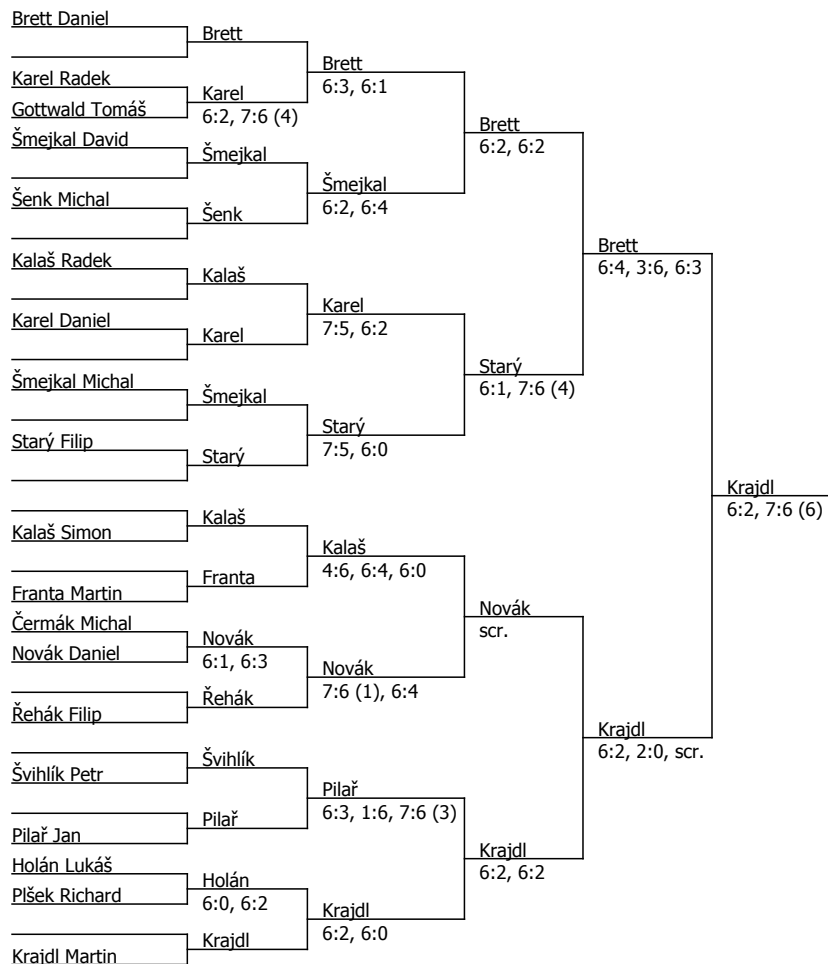 Brett Daniel
Karel Radek
Gottwald Tomáš
Šmejkal David
Šenk Michal
Kalaš Radek
Karel Daniel
Šmejkal Michal
Starý Filip
Kalaš Simon
Franta Martin
Čermák Michal
Novák Daniel
Řehák Filip
Švihlík Petr
Pilař Jan
Holán Lukáš
Plšek Richard
Krajdl Martin
Brett
Karel
6:2, 7:6 (4)
Šmejkal
Šenk
Kalaš
Karel
Šmejkal
Starý
Kalaš
Franta
Novák
6:1, 6:3
Řehák
Švihlík
Pilař
Holán
6:0, 6:2
Krajdl
Brett
6:3, 6:1
Šmejkal
6:2, 6:4
Karel
7:5, 6:2
Starý
7:5, 6:0
Kalaš
4:6, 6:4, 6:0
Novák
7:6 (1), 6:4
Pilař
6:3, 1:6, 7:6 (3)
Krajdl
6:2, 6:0
Brett
6:2, 6:2
Starý
6:1, 7:6 (4)
Novák
scr.
Krajdl
6:2, 6:2
Brett
6:4, 3:6, 6:3
Krajdl
6:2, 2:0, scr.
Krajdl
6:2, 7:6 (6)